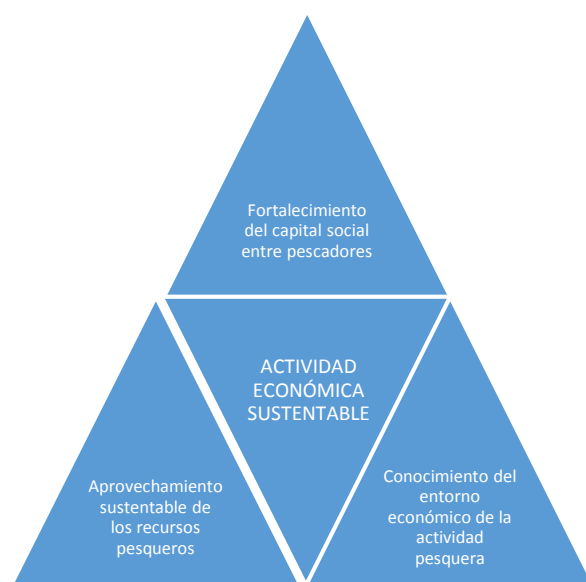 Fortalecimiento
del capital social
entre pescadores
ACTIVIDAD
ECONÓMICA
SUSTENTABLE
Aprovechamiento
sustentable de
los recursos
pesqueros
Conocimiento del
entorno
económico de la
actividad
pesquera